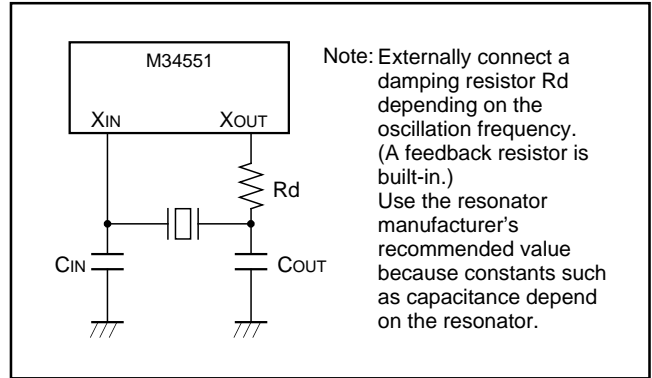 M34551
XIN
XOUT
Rd
CIN
COUT
Note: Externally connect a
damping resistor Rd
depending on the
oscillation frequency.
(A feedback resistor is
built-in.)
Use the resonator
manufacturer’s
recommended value
because constants such
as capacitance depend
on the resonator.